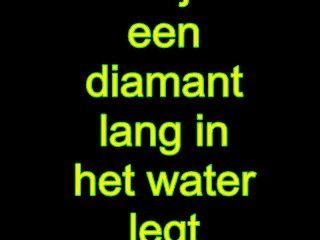 een
diamant
lang in
het water
legt